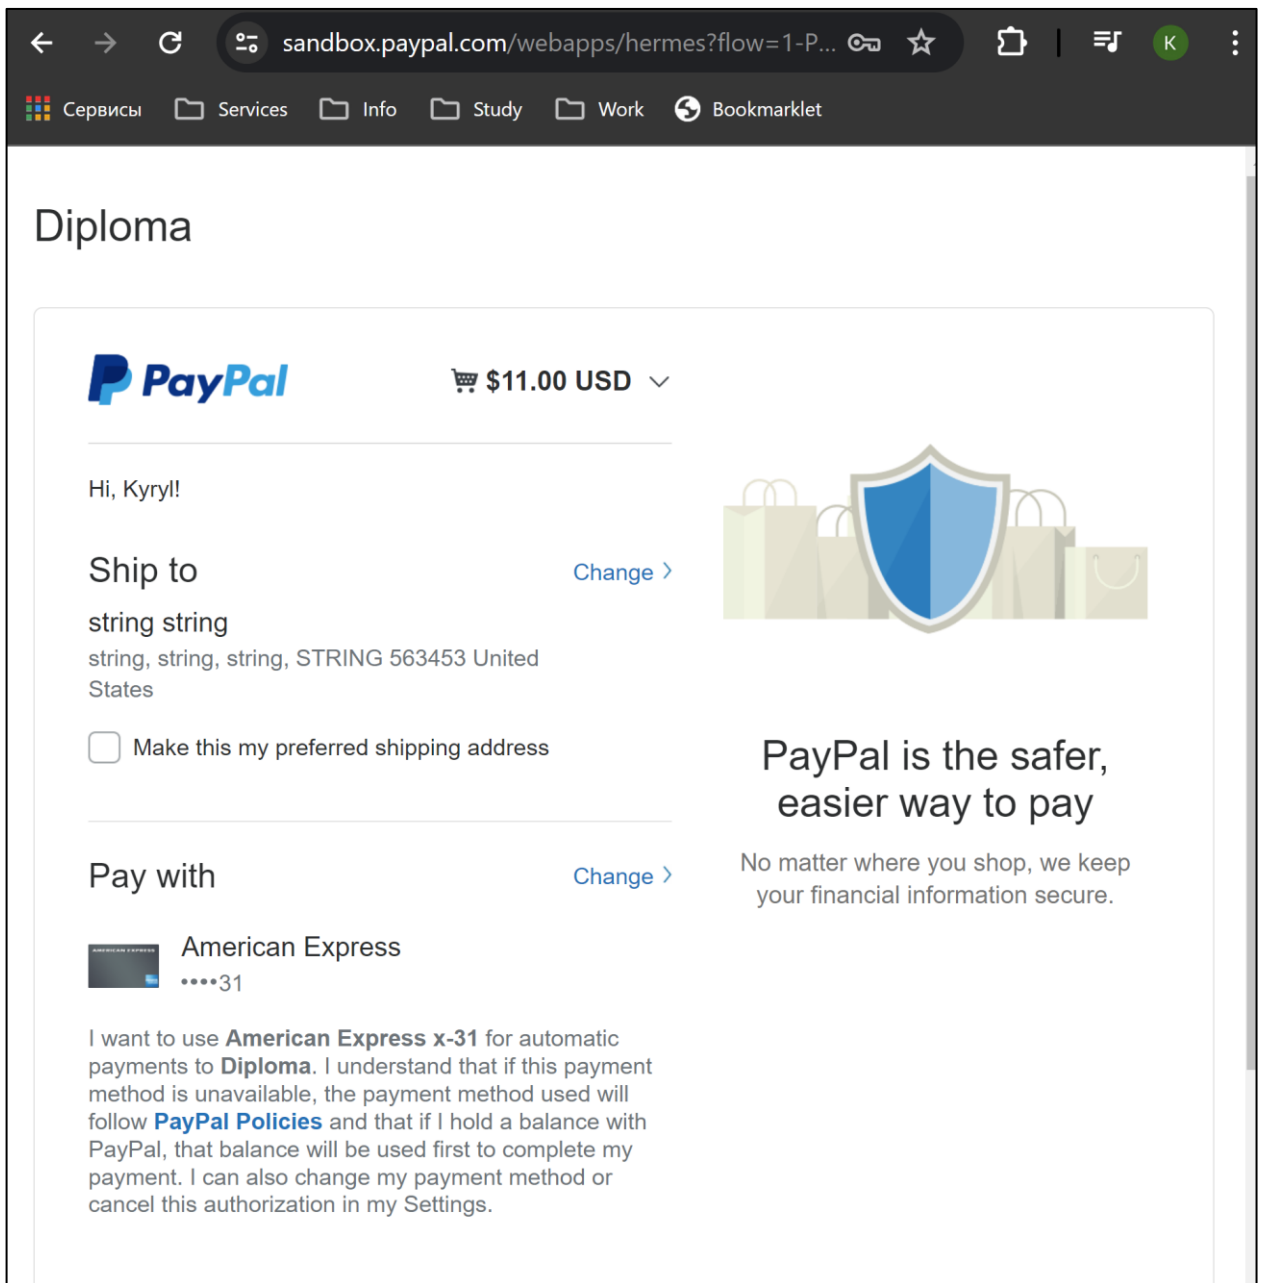 sandbox.paypal.com/webapps/hermes?flow=1-P...
K
Сервисы Services Info Study Work Bookmarklet
Diploma
PayPal
$11.00 USD
Hi, Kyryl!
Ship to
Change
string string
string, string, string, STRING 563453 United
States
Make this my preferred shipping address
Pay with
Change
AMERICAN EXPRESS
American Express
••••31
I want to use American Express x-31 for automatic
payments to Diploma. I understand that if this payment
method is unavailable, the payment method used will
follow PayPal Policies and that if I hold a balance with
PayPal, that balance will be used first to complete my
payment. I can also change my payment method or
cancel this authorization in my Settings.
PayPal is the safer,
easier way to pay
No matter where you shop, we keep
your financial information secure.